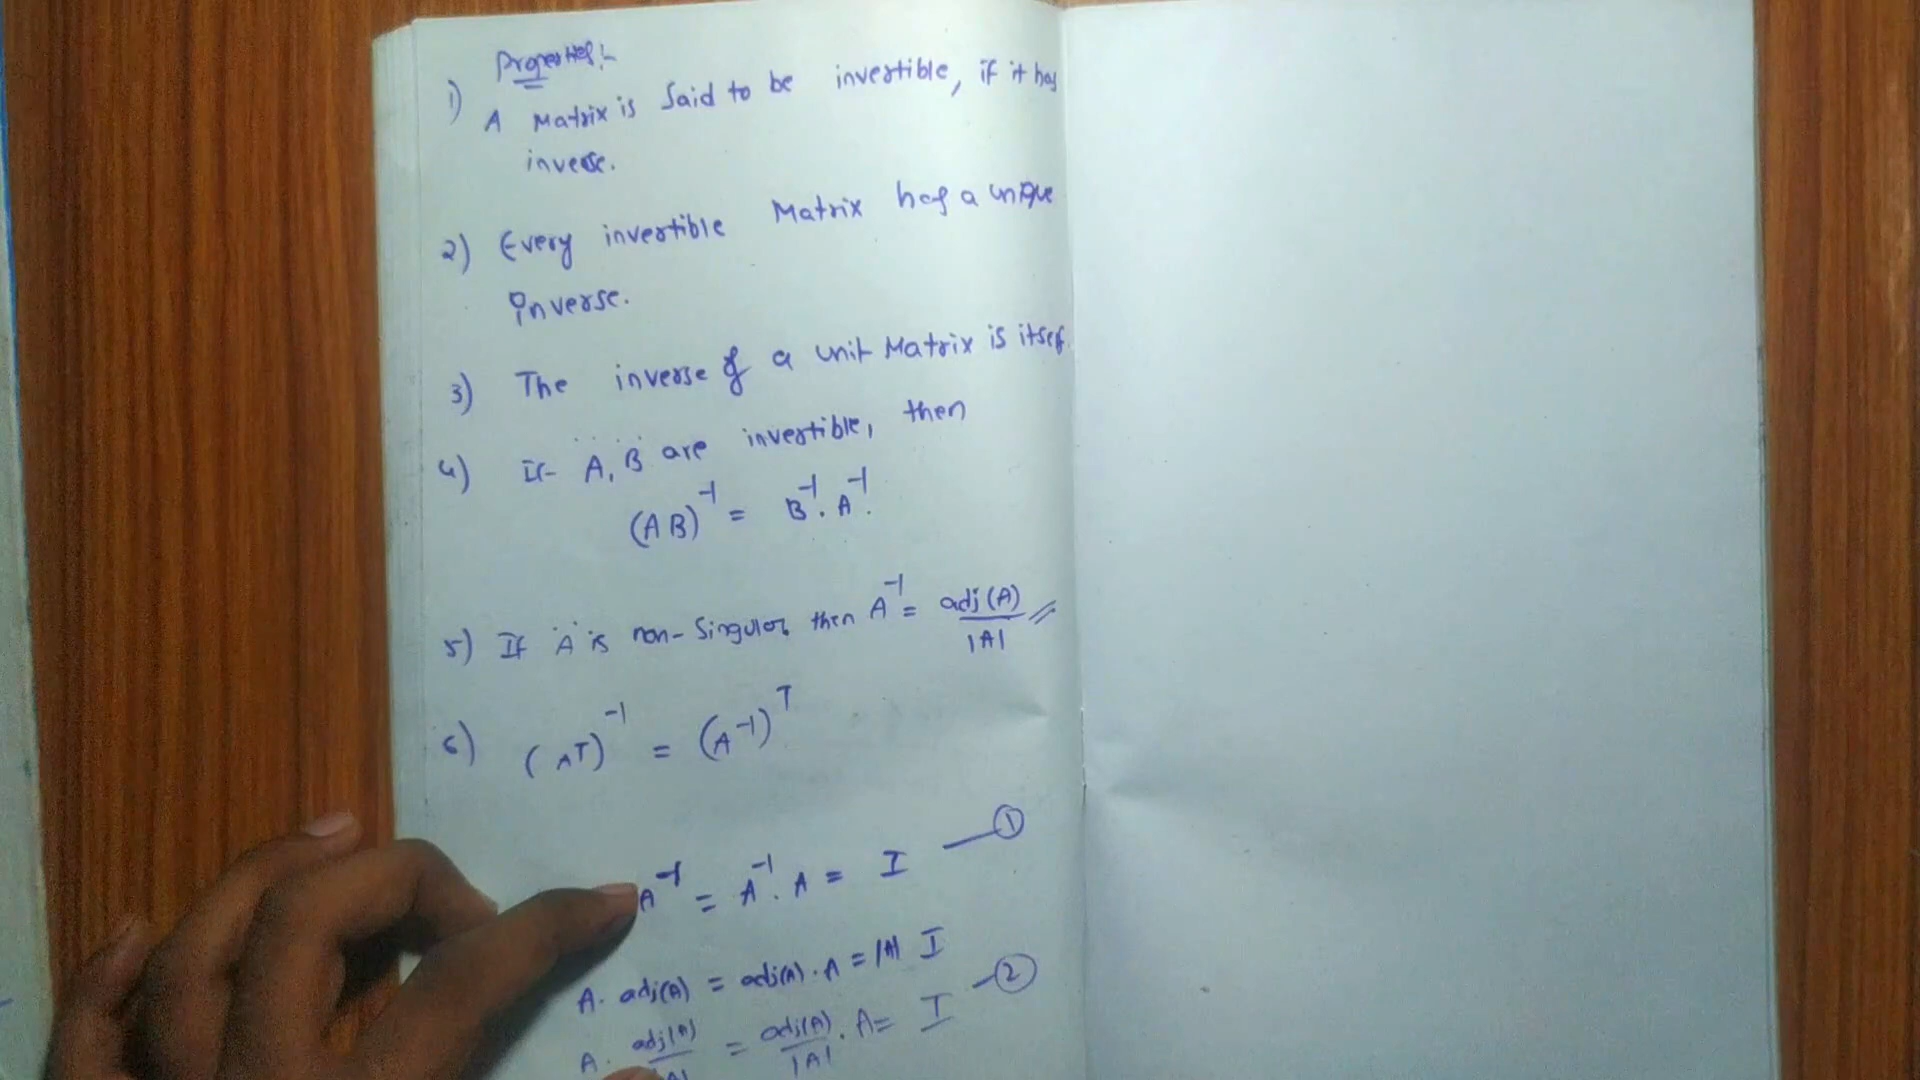 Properties:-
1) A Matrix is Said to be invertible, if it has
inverse.
2) Every invertible Matrix has a unique
inverse.
3) The inverse of a unit Matrix is itself
4) If A, B are invertible, then
(AB)⁻¹ = B⁻¹. A⁻¹.
5) If 'A' is non-Singular then A⁻¹ = adj(A)/|A| //
6) (Aᵀ)⁻¹ = (A⁻¹)ᵀ
A⁻¹ = A⁻¹. A = I —①
A. adj(A) = adj(A). A = |A| I
A. adj(A)/|A| = adj(A)/|A|. A = I —②